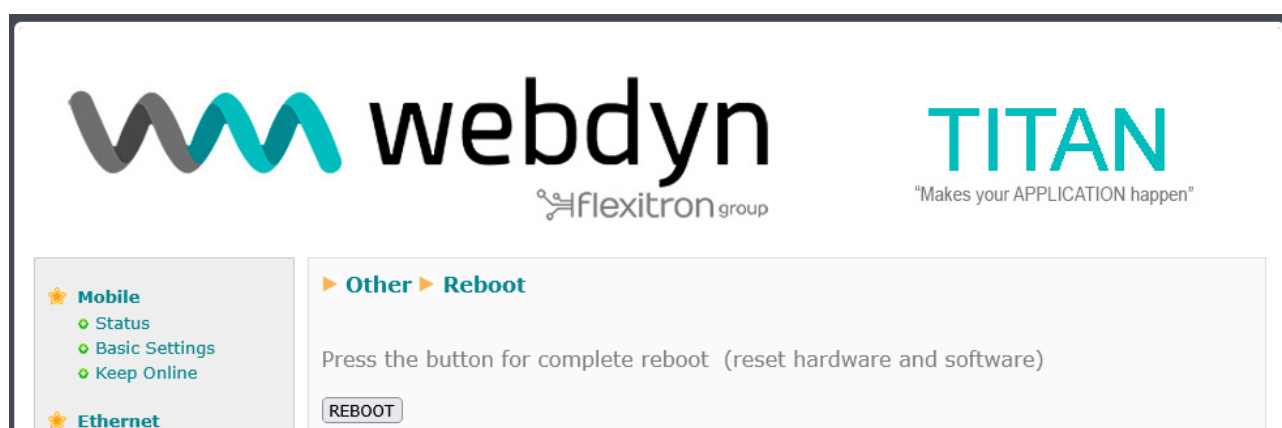 webdyn
flexitron group
TITAN
“Makes your APPLICATION happen”
Mobile
Status
Basic Settings
Keep Online
Ethernet
Other Reboot
Press the button for complete reboot (reset hardware and software)
REBOOT